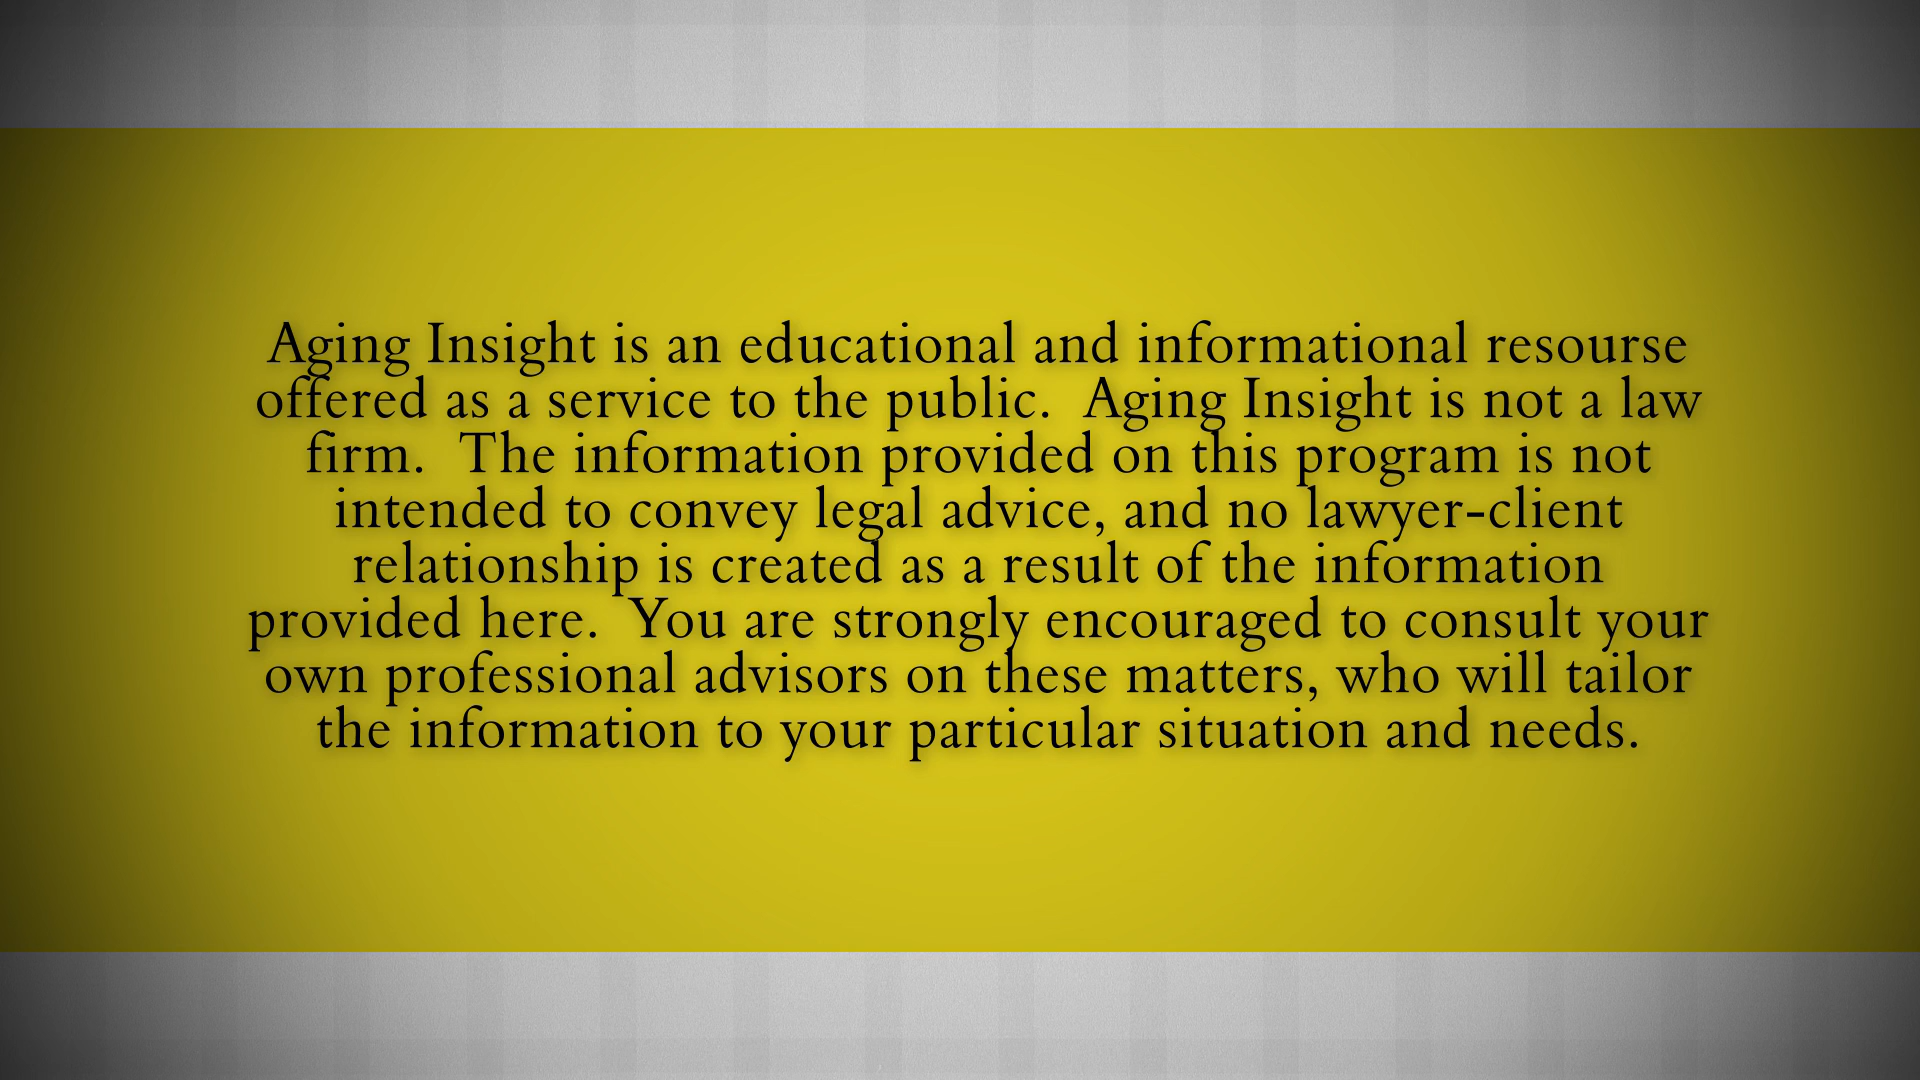 Aging Insight is an educational and informational resourse
offered as a service to the public.  Aging Insight is not a law
firm.  The information provided on this program is not
intended to convey legal advice, and no lawyer-client
relationship is created as a result of the information
provided here.  You are strongly encouraged to consult your
own professional advisors on these matters, who will tailor
the information to your particular situation and needs.